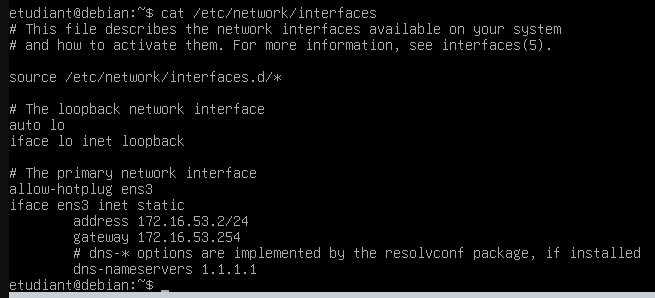 etudiant@debian:~$ cat /etc/network/interfaces
# This file describes the network interfaces available on your system
# and how to activate them. For more information, see interfaces(5).
source /etc/network/interfaces.d/*
# The loopback network interface
auto lo
iface lo inet loopback
# The primary network interface
allow-hotplug ens3
iface ens3 inet static
        address 172.16.53.2/24
        gateway 172.16.53.254
        # dns-* options are implemented by the resolvconf package, if installed
        dns-nameservers 1.1.1.1
etudiant@debian:~$ _